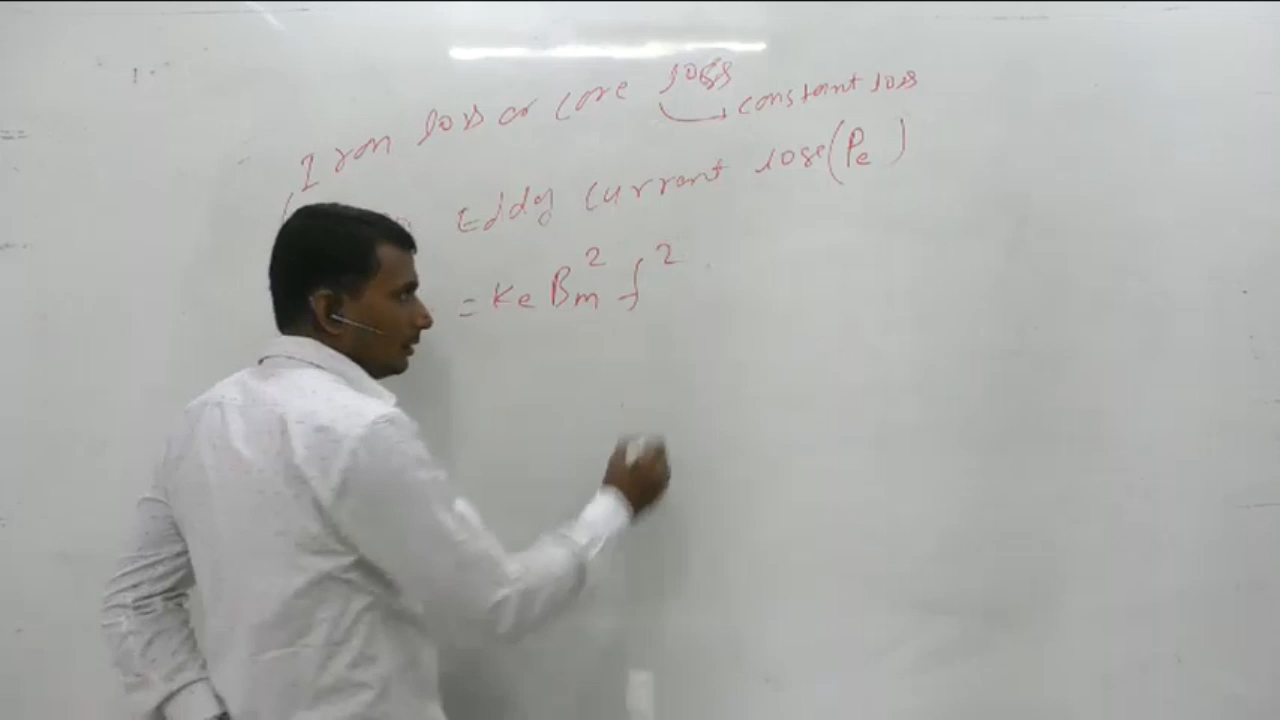 Iron loss or core loss → constant loss
Eddy current loss (Pe)
= Ke Bm² f²